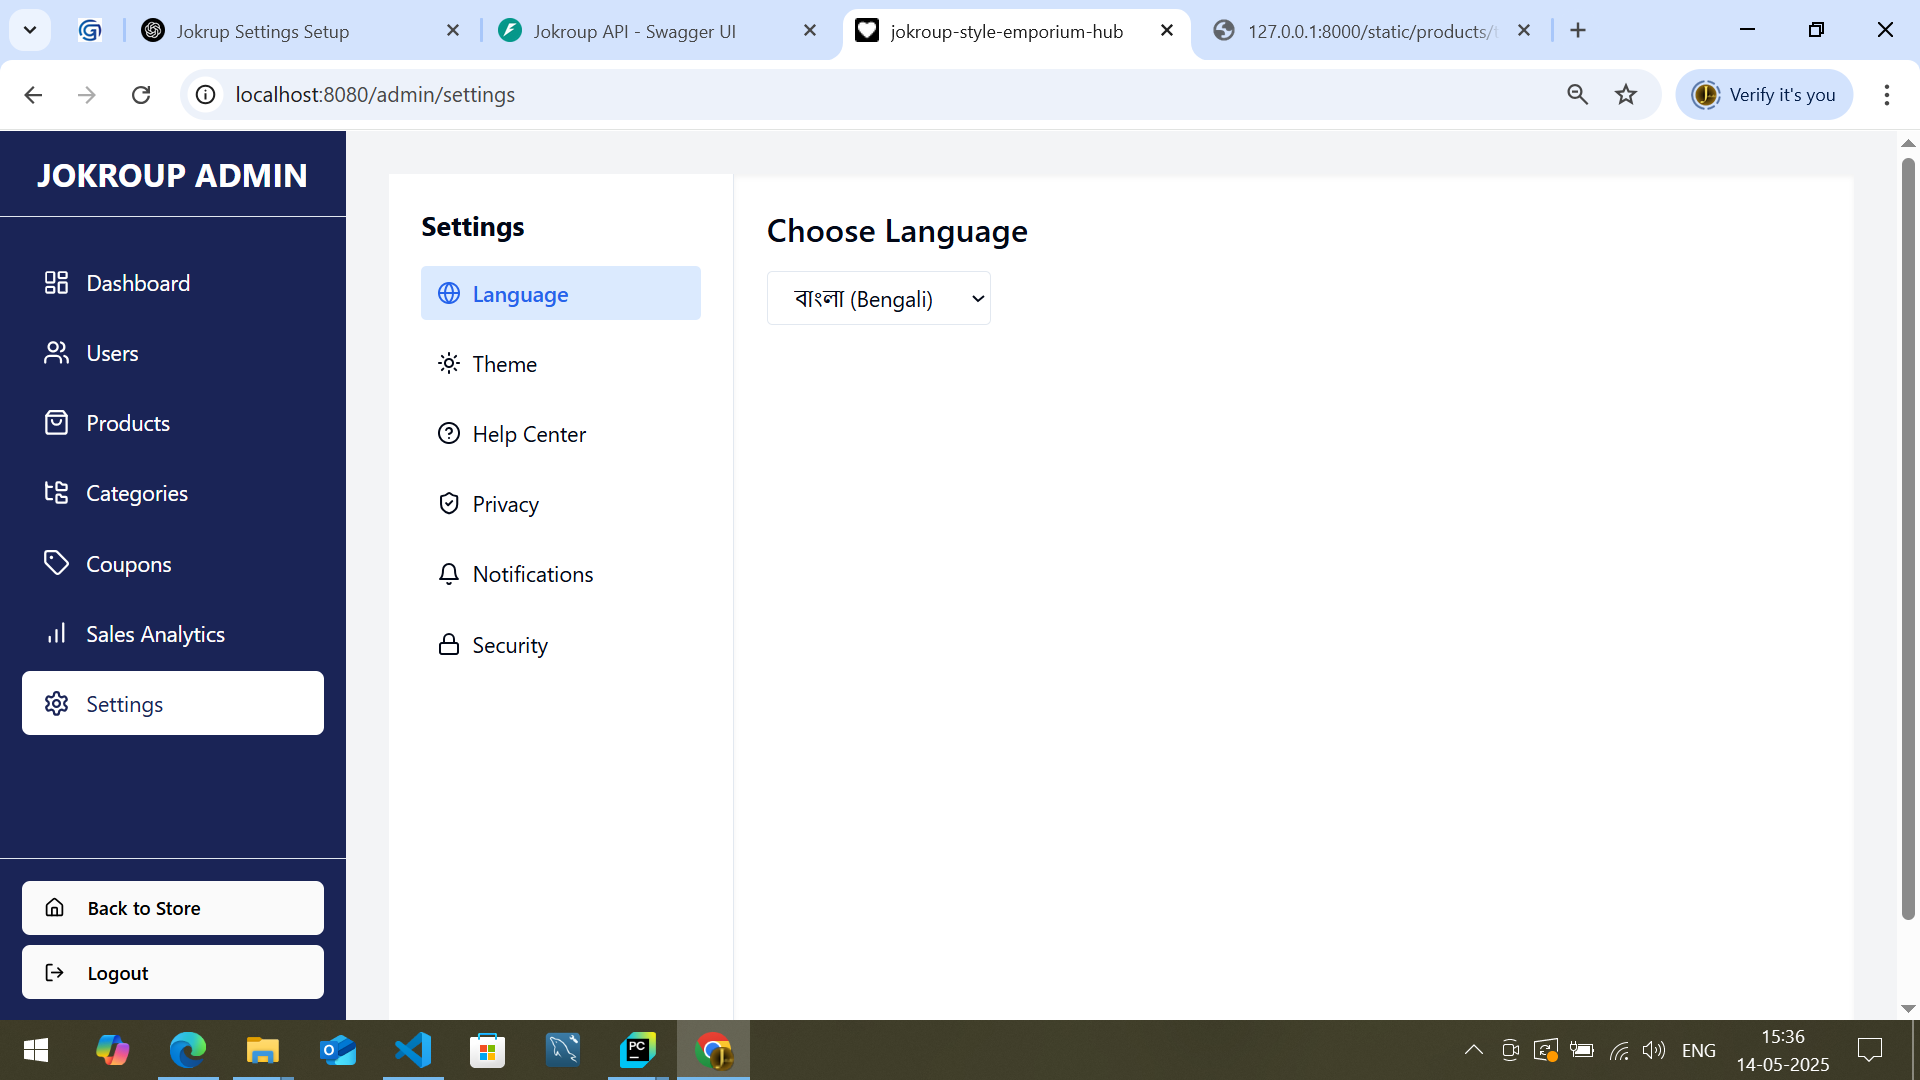 Jokrup Settings Setup
Jokroup API - Swagger UI
jokroup-style-emporium-hub
127.0.0.1:8000/static/products/
localhost:8080/admin/settings
Verify it's you
JOKROUP ADMIN
Dashboard
Users
Products
Categories
Coupons
Sales Analytics
Settings
Back to Store
Logout
Settings
Language
Theme
Help Center
Privacy
Notifications
Security
Choose Language
বাংলা (Bengali)
ENG
15:36
14-05-2025